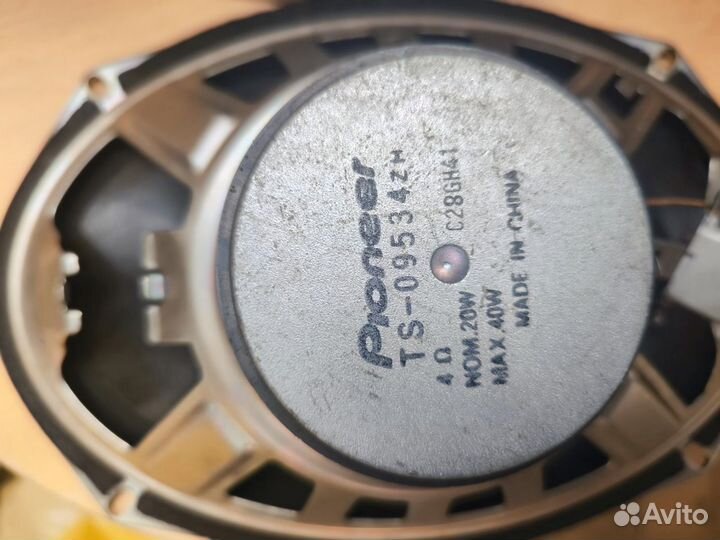 Pioneer
TS-09534ZH
4 Ω C28GH41
NOM.20W
MAX.40W
MADE IN CHINA
Avito